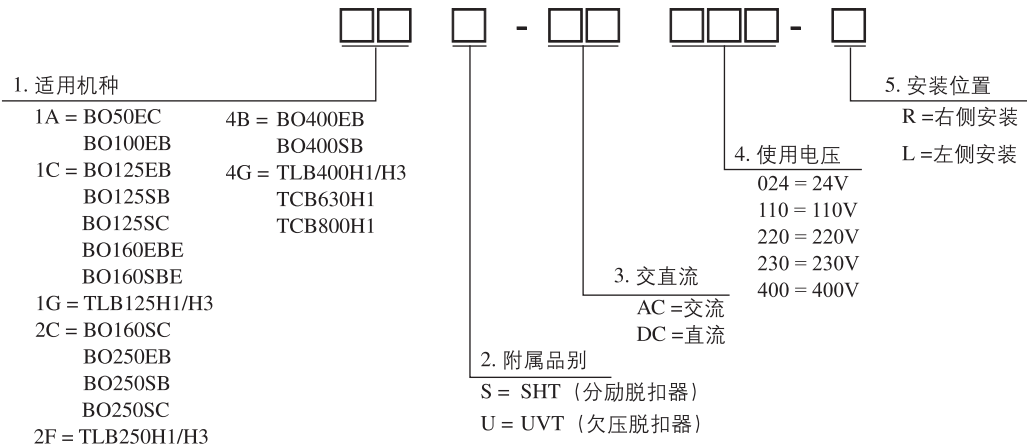 1. 适用机种
1A = BO50EC
BO100EB
1C = BO125EB
BO125SB
BO125SC
BO160EBE
BO160SBE
1G = TLB125H1/H3
2C = BO160SC
BO250EB
BO250SB
BO250SC
2F = TLB250H1/H3
4B = BO400EB
BO400SB
4G = TLB400H1/H3
TCB630H1
TCB800H1
2. 附属品别
S = SHT（分励脱扣器）
U = UVT（欠压脱扣器）
3. 交直流
AC =交流
DC =直流
4. 使用电压
024 = 24V
110 = 110V
220 = 220V
230 = 230V
400 = 400V
5. 安装位置
R =右侧安装
L =左侧安装